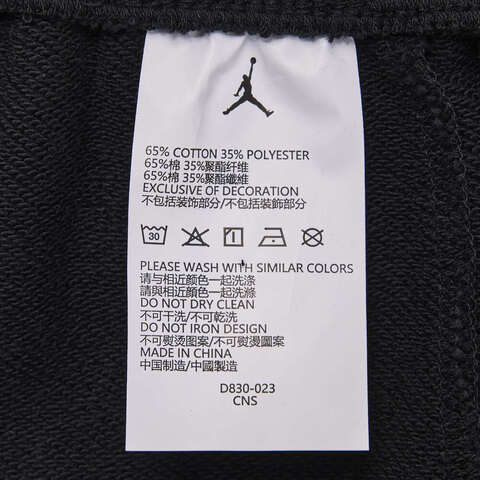 65% COTTON 35% POLYESTER
65%棉 35%聚酯纤维
65%棉 35%聚酯纖維
EXCLUSIVE OF DECORATION
不包括装饰部分/不包括裝飾部分
30
PLEASE WASH WITH SIMILAR COLORS
请与相近颜色一起洗涤
請與相近顏色一起洗滌
DO NOT DRY CLEAN
不可干洗/不可乾洗
DO NOT IRON DESIGN
不可熨烫图案/不可熨燙圖案
MADE IN CHINA
中国制造/中國製造
D830-023
CNS